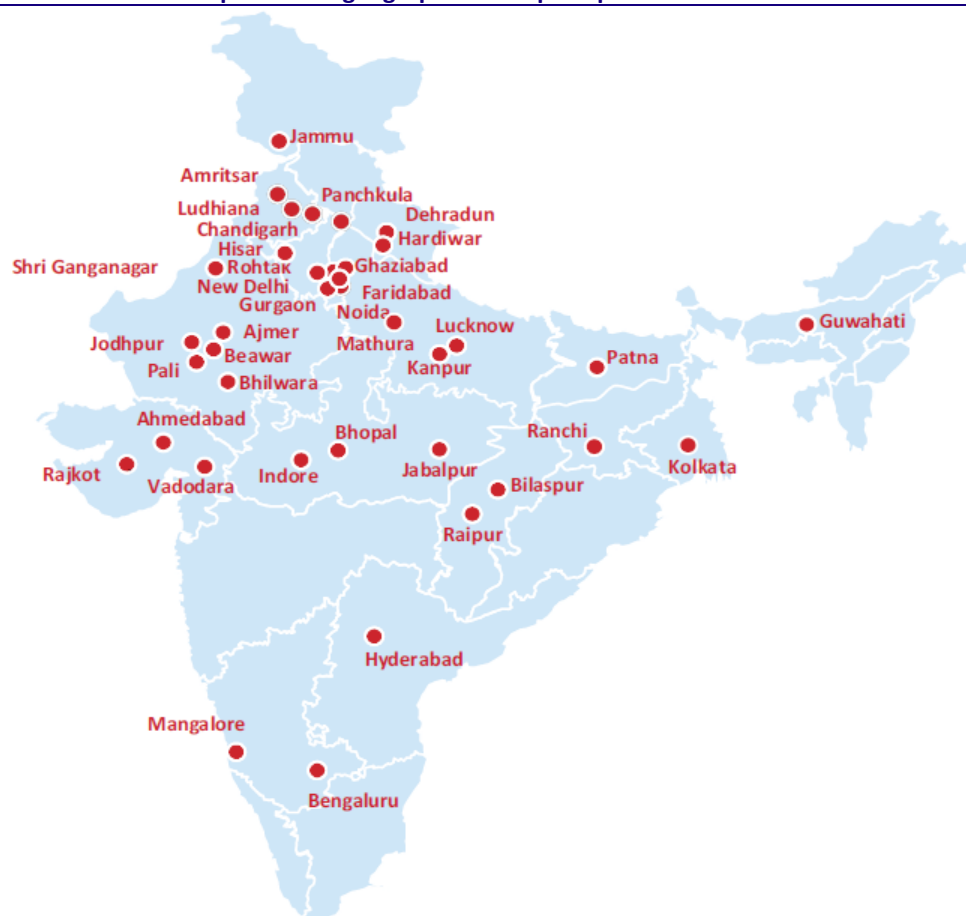 Jammu
Amritsar
Panchkula
Ludhiana
Dehradun
Chandigarh
Hardiwar
Hisar
Shri Ganganagar
Rohtak
Ghaziabad
New Delhi
Faridabad
Gurgaon
Noida
Guwahati
Lucknow
Ajmer
Jodhpur
Mathura
Beawar
Patna
Pali
Kanpur
Bhilwara
Ahmedabad
Bhopal
Ranchi
Kolkata
Jabalpur
Rajkot
Indore
Vadodara
Bilaspur
Raipur
Hyderabad
Mangalore
Bengaluru